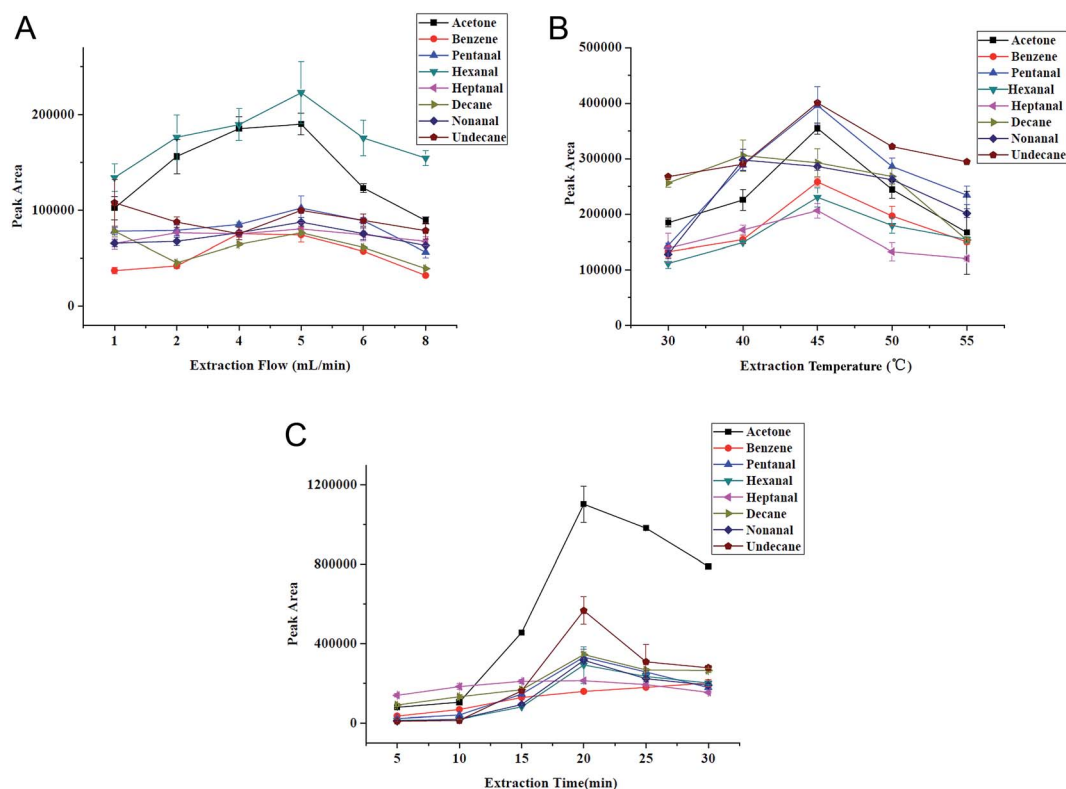 A
Acetone
Benzene
Pentanal
Hexanal
Heptanal
Decane
Nonanal
Undecane
200000
100000
0
Peak Area
1 2 4 5 6 8
Extraction Flow (mL/min)
B
Acetone
Benzene
Pentanal
Hexanal
Heptanal
Decane
Nonanal
Undecane
500000
400000
300000
200000
100000
0
Peak Area
30 40 45 50 55
Extraction Temperature (℃)
C
Acetone
Benzene
Pentanal
Hexanal
Heptanal
Decane
Nonanal
Undecane
1200000
800000
400000
0
Peak Area
5 10 15 20 25 30
Extraction Time(min)